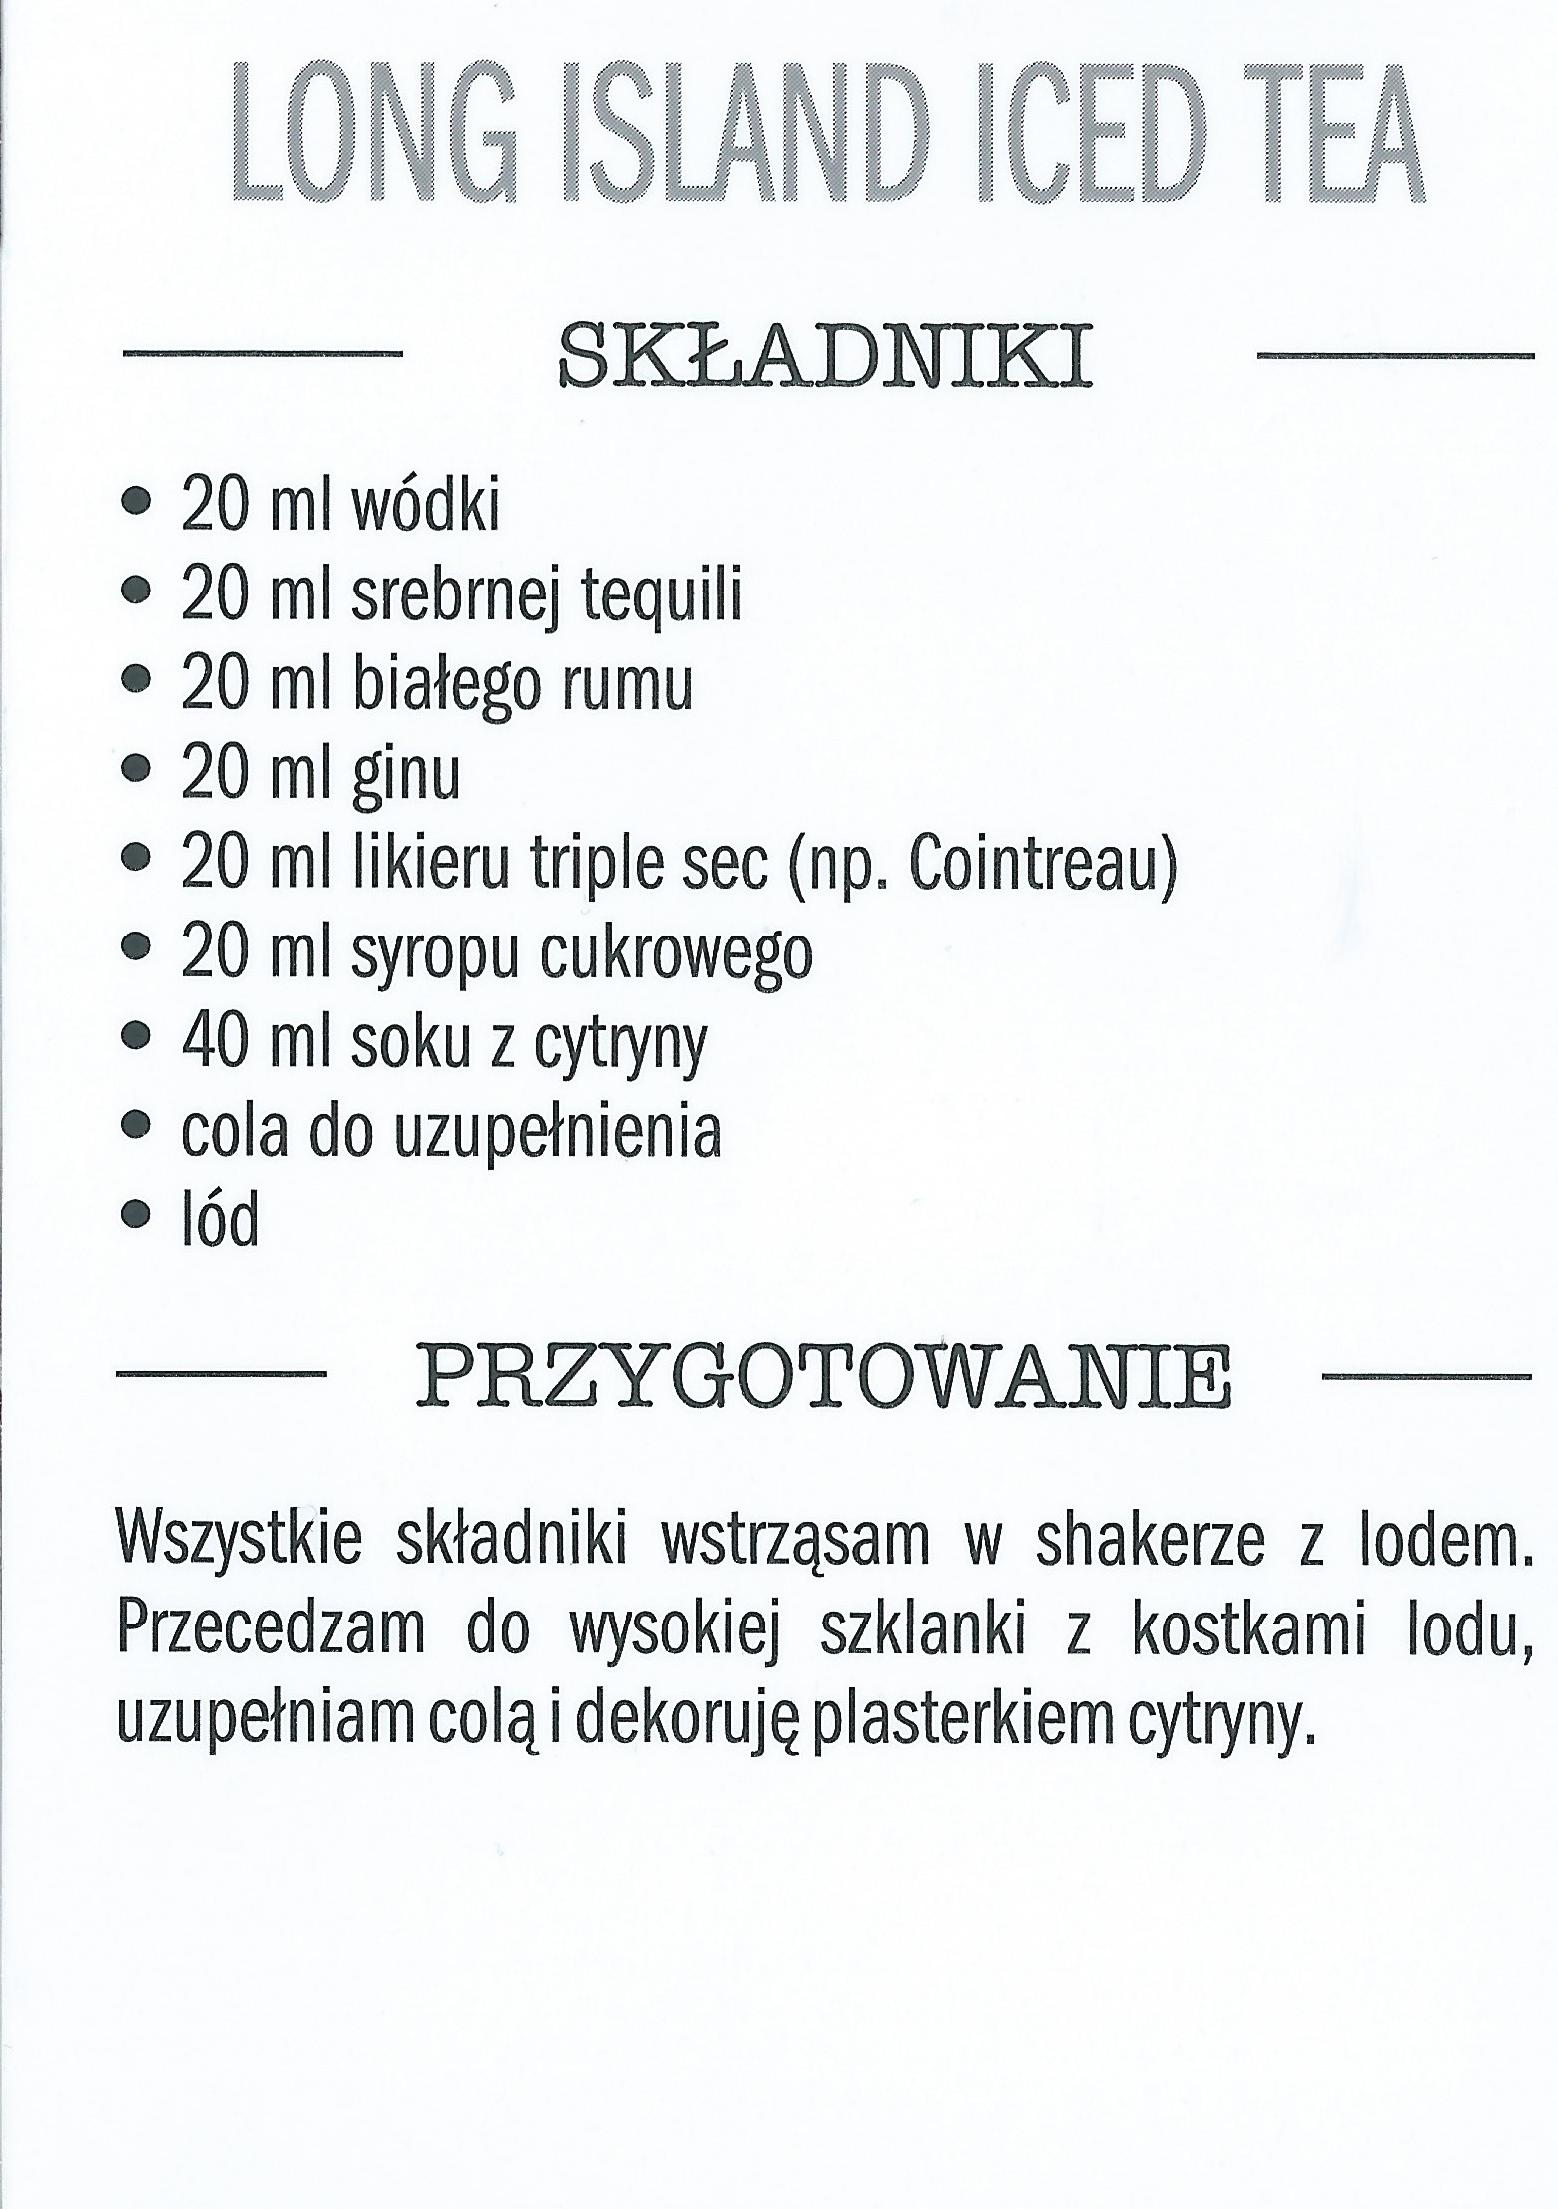 LONG ISLAND ICED TEA
SKŁADNIKI
• 20 ml wódki
• 20 ml srebrnej tequili
• 20 ml białego rumu
• 20 ml ginu
• 20 ml likieru triple sec (np. Cointreau)
• 20 ml syropu cukrowego
• 40 ml soku z cytryny
• cola do uzupełnienia
• lód
PRZYGOTOWANIE
Wszystkie składniki wstrząsam w shakerze z lodem.
Przecedzam do wysokiej szklanki z kostkami lodu,
uzupełniam colą i dekoruję plasterkiem cytryny.